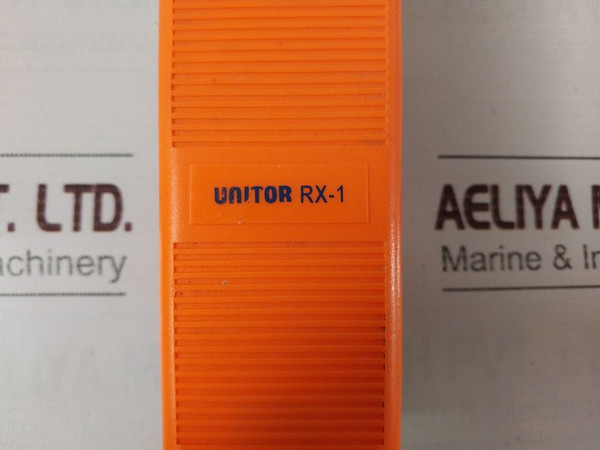 UNITOR RX-1
T. LTD.
AELIYA
achinery
Marine & In